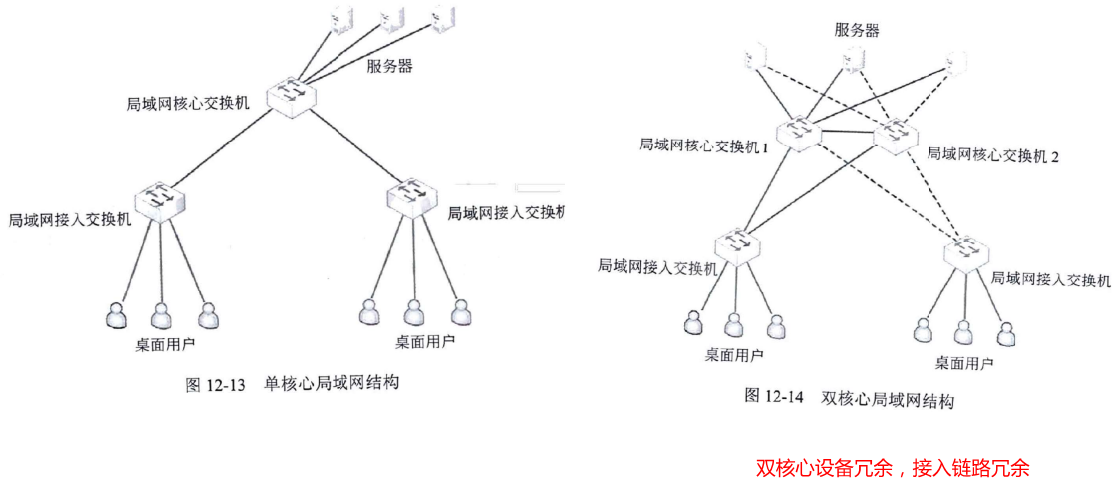 服务器
局域网核心交换机
局域网接入交换机
局域网接入交换机
桌面用户
桌面用户
图 12-13 单核心局域网结构
服务器
局域网核心交换机 1
局域网核心交换机 2
局域网接入交换机
局域网接入交换机
桌面用户
桌面用户
图 12-14 双核心局域网结构
双核心设备冗余，接入链路冗余